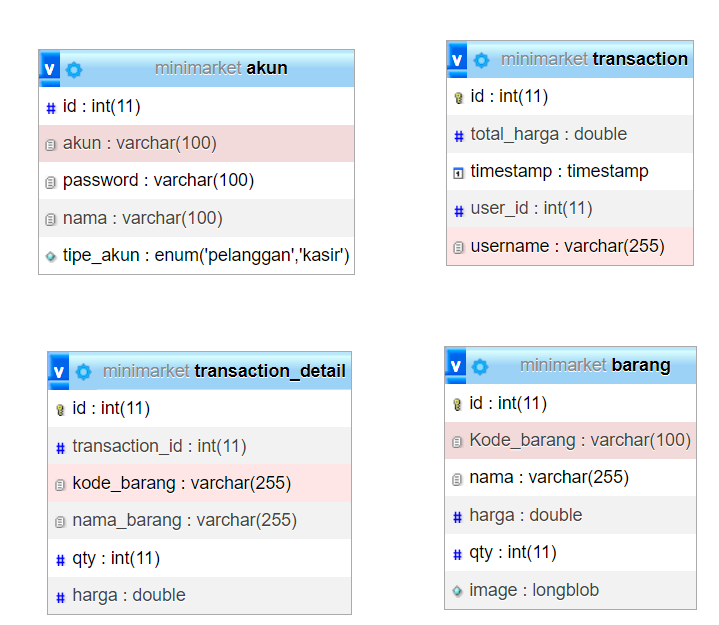 v minimarket akun
# id : int(11)
akun : varchar(100)
password : varchar(100)
nama : varchar(100)
tipe_akun : enum('pelanggan','kasir')
v minimarket transaction
id : int(11)
# total_harga : double
1 timestamp : timestamp
# user_id : int(11)
username : varchar(255)
v minimarket transaction_detail
id : int(11)
# transaction_id : int(11)
kode_barang : varchar(255)
nama_barang : varchar(255)
# qty : int(11)
# harga : double
v minimarket barang
id : int(11)
Kode_barang : varchar(100)
nama : varchar(255)
# harga : double
# qty : int(11)
image : longblob